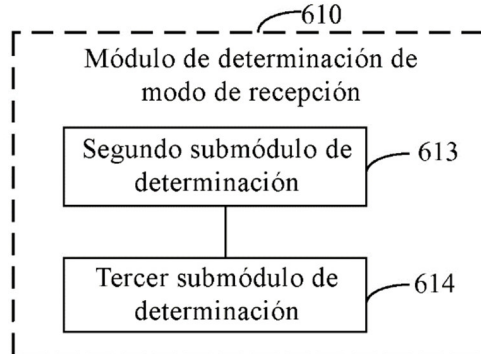 610
Módulo de determinación de
modo de recepción
Segundo submódulo de
determinación
613
Tercer submódulo de
determinación
614